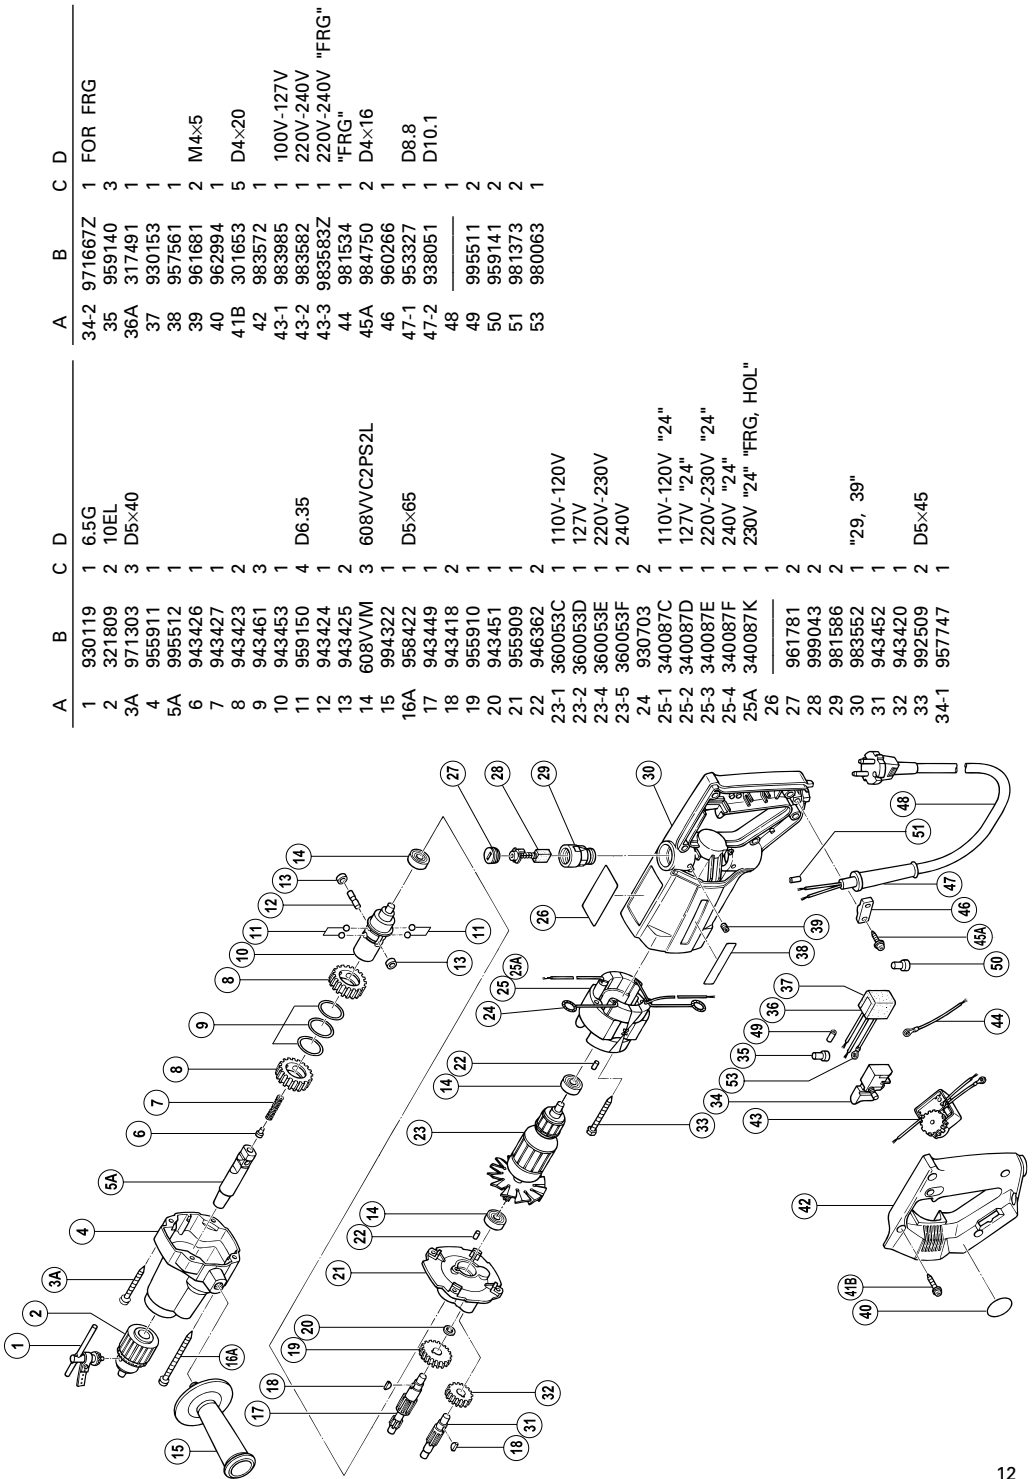 A B C D
1 930119 1 6.5G
2 321809 2 10EL
3A 971303 3 D5×40
4 955911 1
5A 995512 1
6 943426 1
7 943427 1
8 943423 2
9 943461 3
10 943453 1
11 959150 4 D6.35
12 943424 1
13 943425 2
14 608VVM 3 608VVC2PS2L
15 994322 1
16A 958422 1 D5×65
17 943449 1
18 943418 2
19 955910 1
20 943451 1
21 955909 1
22 946362 2
23-1 360053C 1 110V-120V
23-2 360053D 1 127V
23-4 360053E 1 220V-230V
23-5 360053F 1 240V
24 930703 2
25-1 340087C 1 110V-120V "24"
25-2 340087D 1 127V "24"
25-3 340087E 1 220V-230V "24"
25-4 340087F 1 240V "24"
25A 340087K 1 230V "24" "FRG, HOL"
26 ——— 1
27 961781 2
28 999043 2
29 981586 2
30 983552 1 "29, 39"
31 943452 1
32 943420 1
33 992509 2 D5×45
34-1 957747 1
A B C D
34-2 971667Z 1 FOR FRG
35 959140 3
36A 317491 1
37 930153 1
38 957561 1
39 961681 2 M4×5
40 962994 1
41B 301653 5 D4×20
42 983572 1
43-1 983985 1 100V-127V
43-2 983582 1 220V-240V
43-3 983583Z 1 220V-240V "FRG"
44 981534 1 "FRG"
45A 984750 2 D4×16
46 960266 1
47-1 953327 1 D8.8
47-2 938051 1 D10.1
48 ——— 1
49 995511 2
50 959141 2
51 981373 2
53 980063 1
1
2
3A
4
5A
6
7
8
9
8
10
11
12
13
14
11
13
15
16A
17
18
19
20
18
31
32
21
22
14
23
14
22
24
25
25A
33
26
27
28
29
30
38
39
34
53
35
49
36
37
43
44
50
45A
46
47
51
48
40
41B
42
12